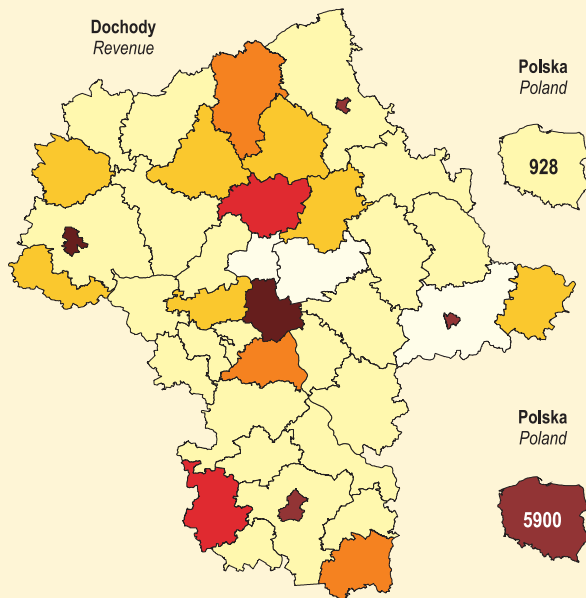 Dochody
Revenue
Polska
Poland
928
Polska
Poland
5900